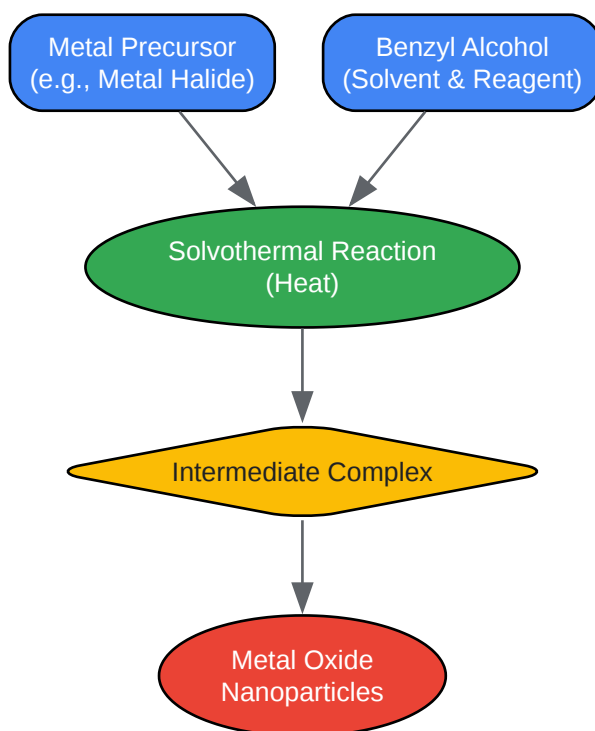 Metal Precursor
(e.g., Metal Halide)
Benzyl Alcohol
(Solvent & Reagent)
Solvothermal Reaction
(Heat)
Intermediate Complex
Metal Oxide
Nanoparticles